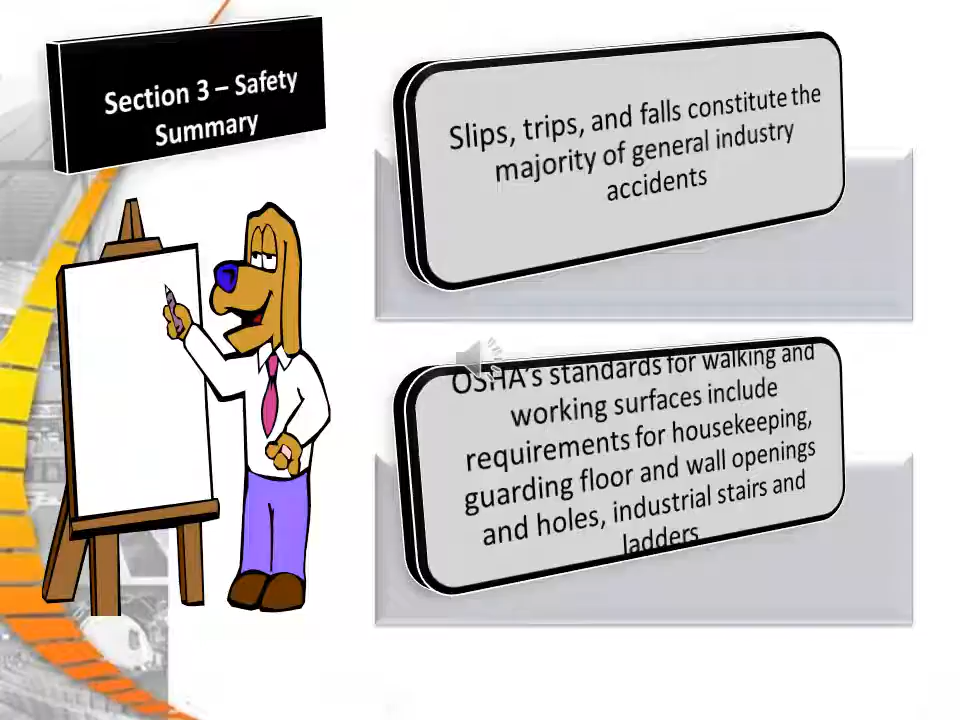 Section 3 – Safety
Summary
Slips, trips, and falls constitute the
majority of general industry
accidents
OSHA's standards for walking and
working surfaces include
requirements for housekeeping,
guarding floor and wall openings
and holes, industrial stairs and
ladders